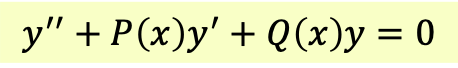 y'' + P(x)y' + Q(x)y = 0